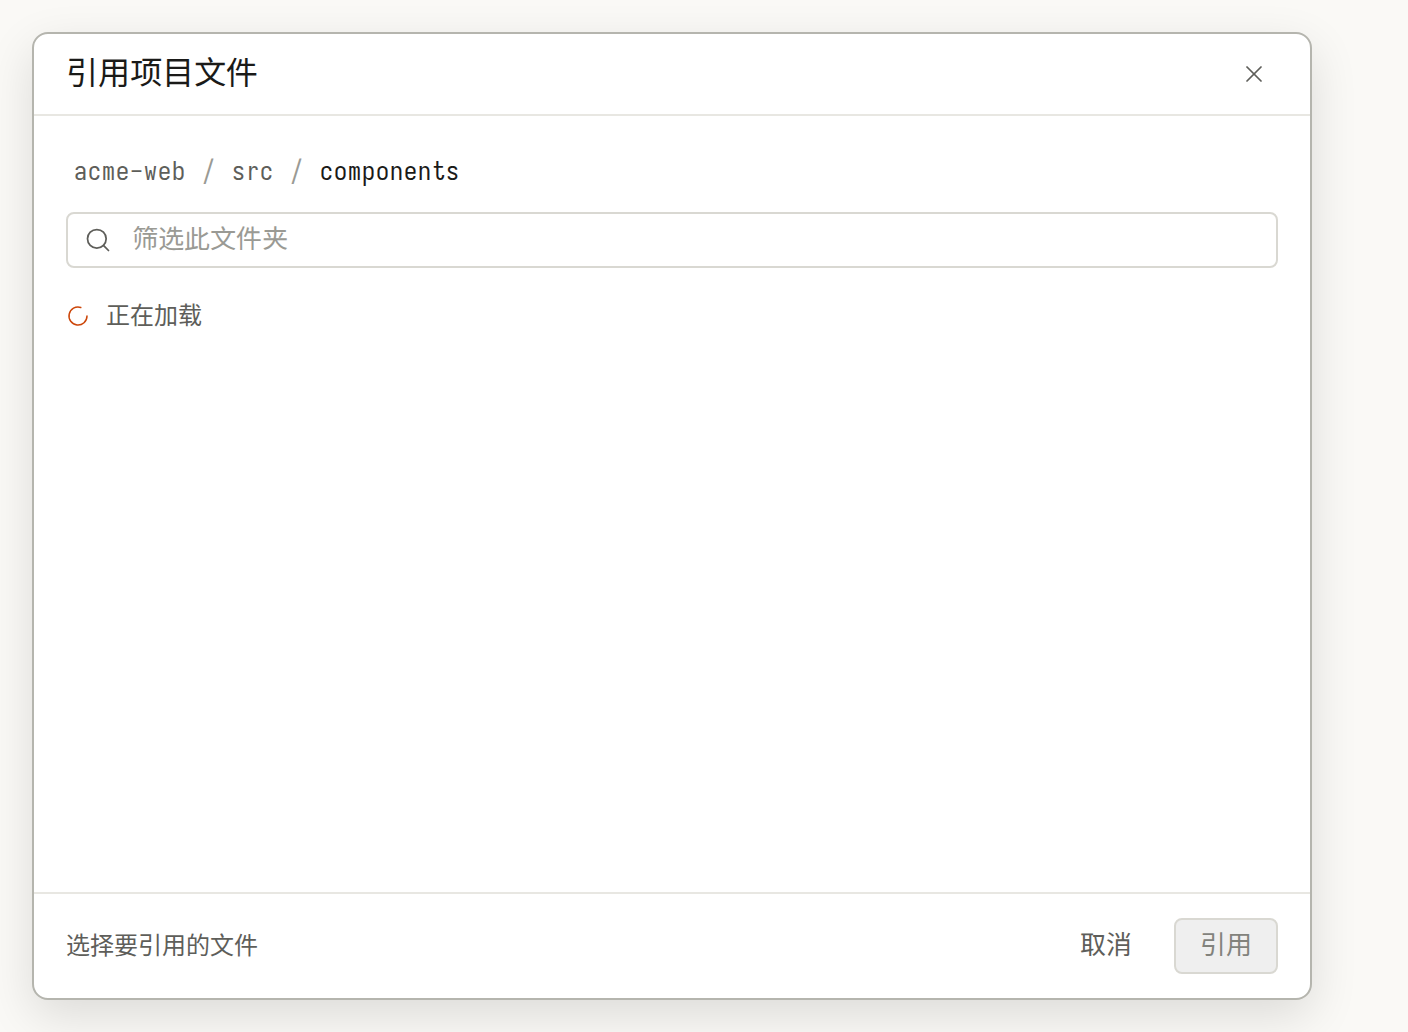 引用项目文件
acme-web / src / components
筛选此文件夹
正在加载
选择要引用的文件
取消
引用